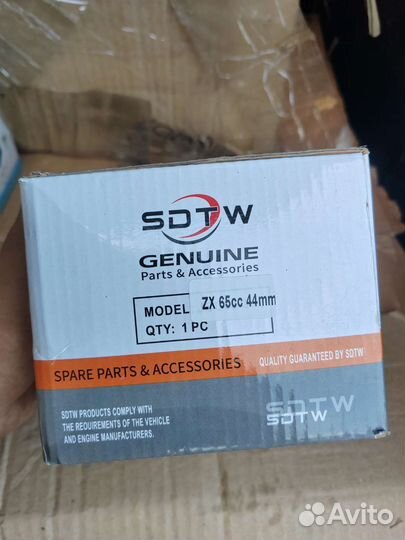 SDTW
GENUINE
Parts & Accessories
MODEL ZX 65cc 44mm
QTY: 1 PC
SPARE PARTS & ACCESSORIES
QUALITY GUARANTEED BY SDTW
SDTW PRODUCTS COMPLY WITH
THE REQUIREMENTS OF THE VEHICLE
AND ENGINE MANUFACTURERS.
SDTW
SDTW
Avito